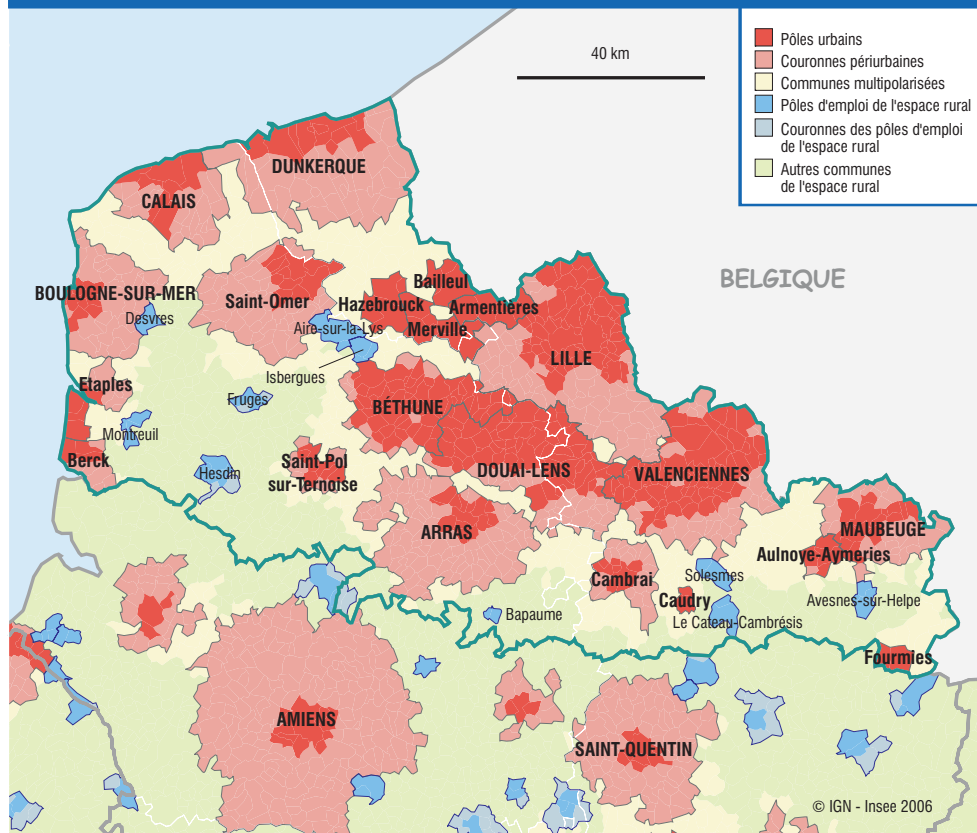 40 km
Pôles urbains
Couronnes périurbaines
Communes multipolarisées
Pôles d'emploi de l'espace rural
Couronnes des pôles d'emploi
de l'espace rural
Autres communes
de l'espace rural
DUNKERQUE
CALAIS
BELGIQUE
BOULOGNE-SUR-MER
Desvres
Saint-Omer
Bailleul
Hazebrouck
Armentières
Aire-sur-la-Lys
Merville
LILLE
Isbergues
Etaples
Fruges
BÉTHUNE
Montreuil
Berck
Hesdin
Saint-Pol
sur-Ternoise
DOUAI-LENS
VALENCIENNES
ARRAS
MAUBEUGE
Aulnoye-Aymeries
Cambrai
Solesmes
Caudry
Avesnes-sur-Helpe
Bapaume
Le Cateau-Cambrésis
Fourmies
AMIENS
SAINT-QUENTIN
© IGN - Insee 2006